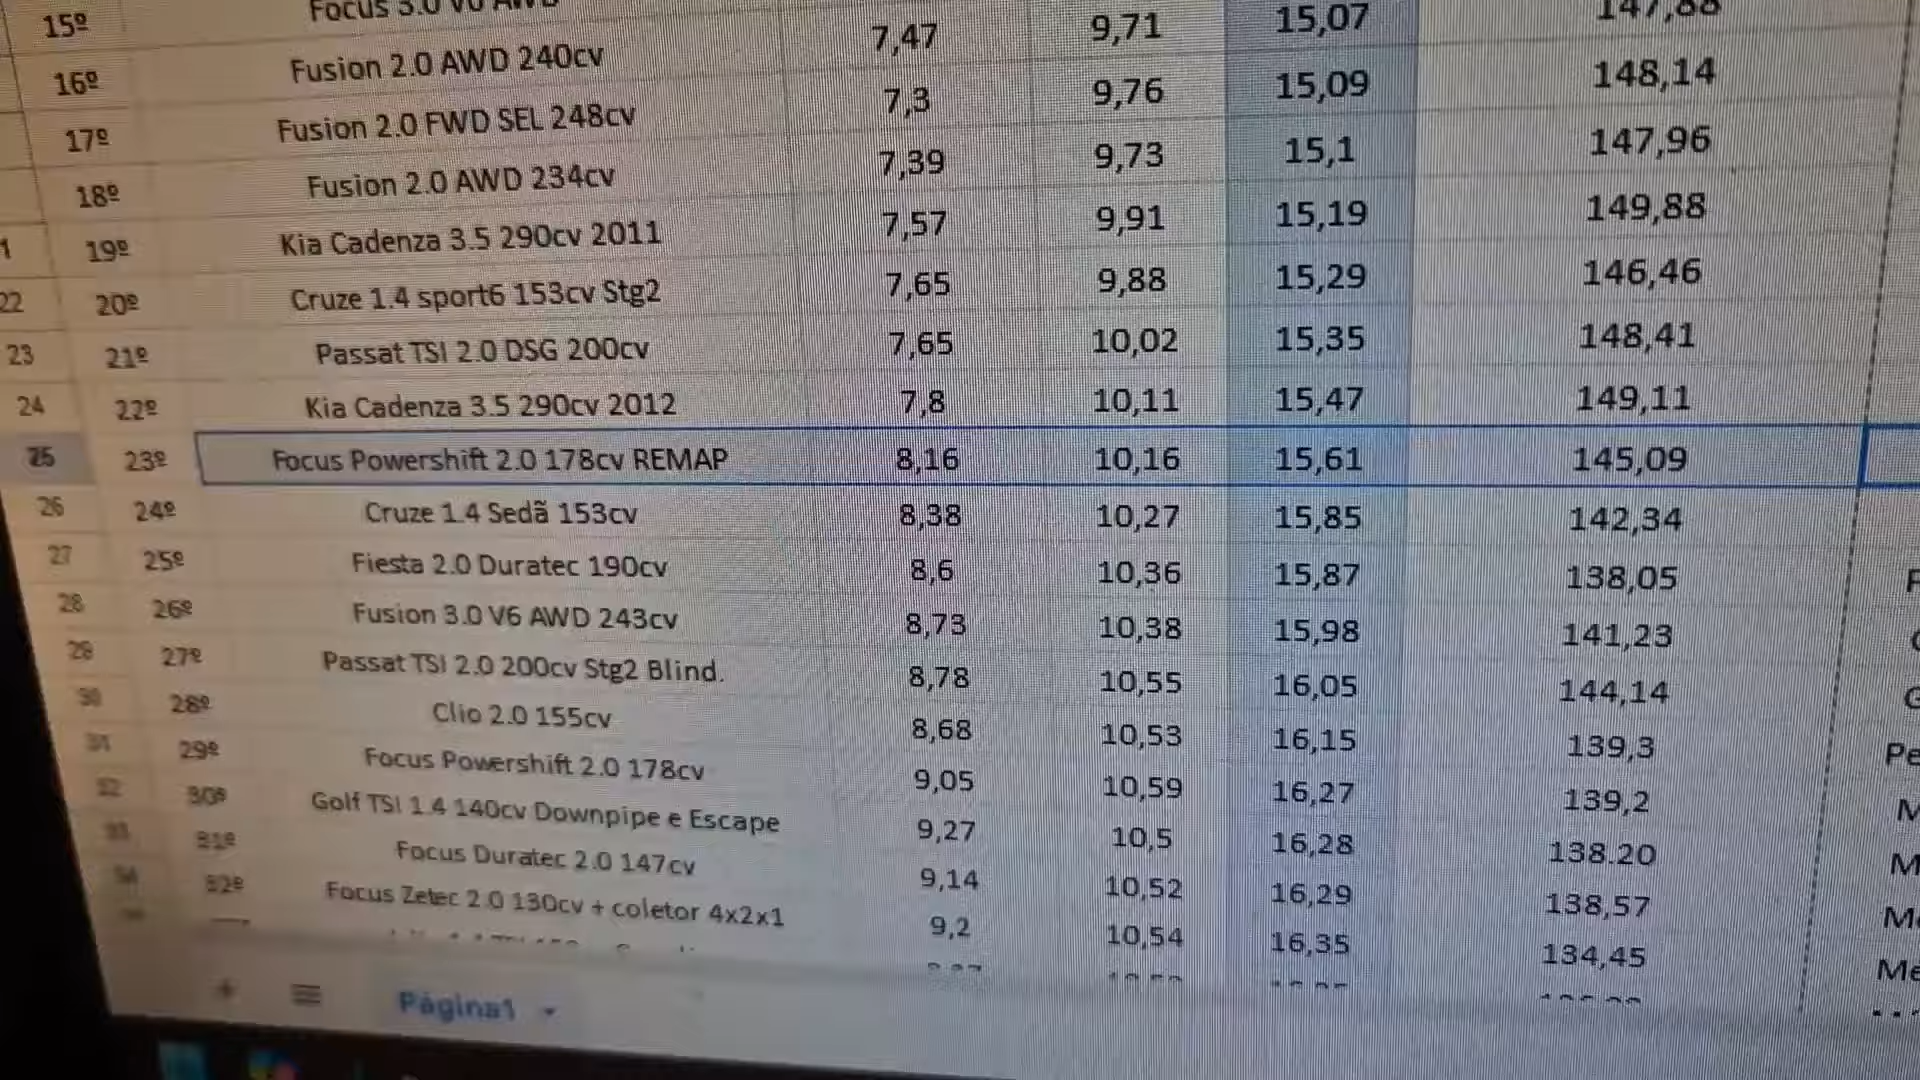 15º Focus 3.0 V6 AWD
16º Fusion 2.0 AWD 240cv 7,47 9,71 15,07 147,88
17º Fusion 2.0 FWD SEL 248cv 7,3 9,76 15,09 148,14
18º Fusion 2.0 AWD 234cv 7,39 9,73 15,1 147,96
19º Kia Cadenza 3.5 290cv 2011 7,57 9,91 15,19 149,88
22 20º Cruze 1.4 sport6 153cv Stg2 7,65 9,88 15,29 146,46
23 21º Passat TSI 2.0 DSG 200cv 7,65 10,02 15,35 148,41
24 22º Kia Cadenza 3.5 290cv 2012 7,8 10,11 15,47 149,11
25 23º Focus Powershift 2.0 178cv REMAP 8,16 10,16 15,61 145,09
26 24º Cruze 1.4 Sedã 153cv 8,38 10,27 15,85 142,34
27 25º Fiesta 2.0 Duratec 190cv 8,6 10,36 15,87 138,05
28 26º Fusion 3.0 V6 AWD 243cv 8,73 10,38 15,98 141,23
29 27º Passat TSI 2.0 200cv Stg2 Blind. 8,78 10,55 16,05 144,14
30 28º Clio 2.0 155cv 8,68 10,53 16,15 139,3
31 29º Focus Powershift 2.0 178cv 9,05 10,59 16,27 139,2
32 30º Golf TSI 1.4 140cv Downpipe e Escape 9,27 10,5 16,28 138.20
33 31º Focus Duratec 2.0 147cv 9,14 10,52 16,29 138,57
34 32º Focus Zetec 2.0 130cv + coletor 4x2x1 9,2 10,54 16,35 134,45
Página1